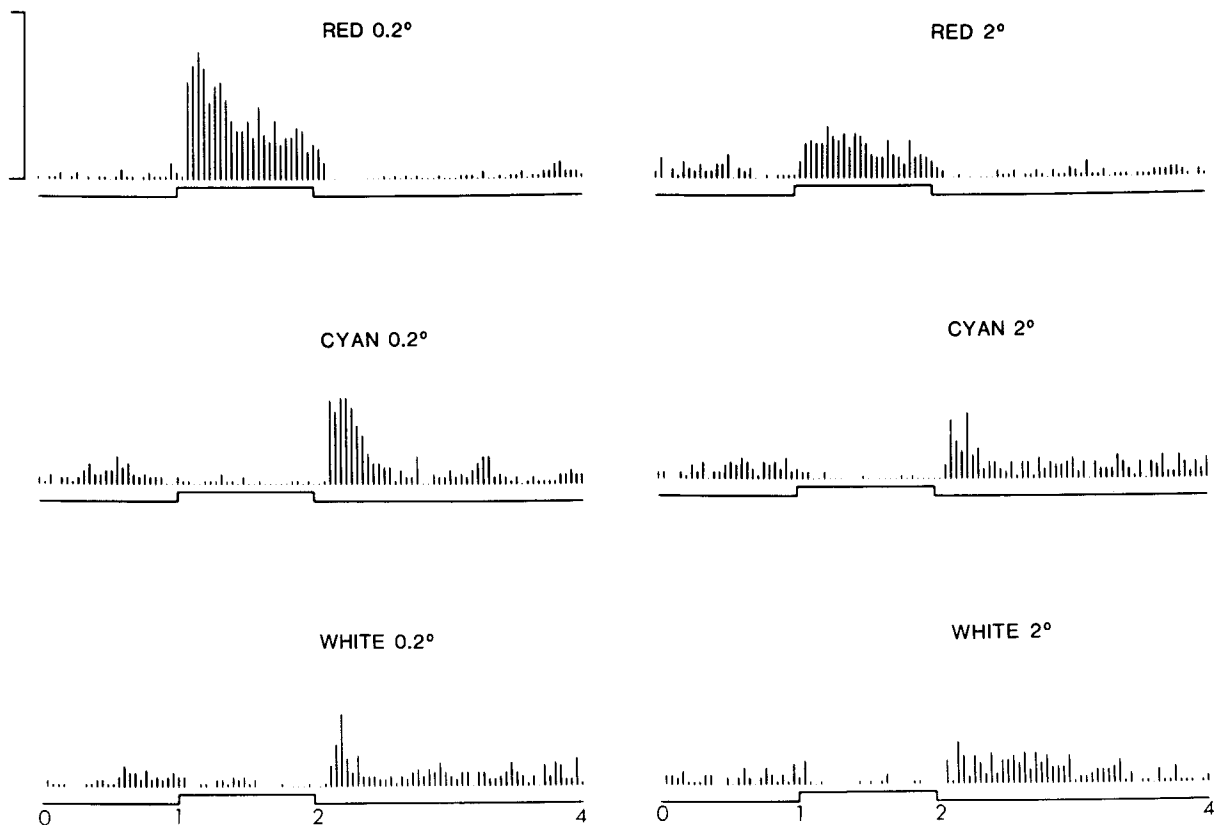 RED 0.2°
RED 2°
CYAN 0.2°
CYAN 2°
WHITE 0.2°
WHITE 2°
0 1 2 4
0 1 2 4